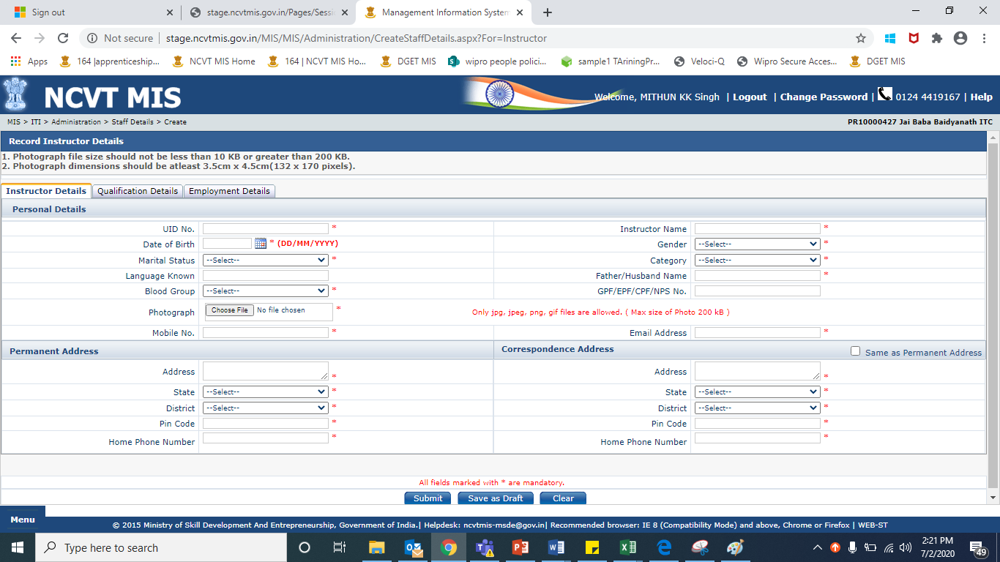 Sign out
stage.ncvtmis.gov.in/Pages/Sessi
Management Information System
Not secure | stage.ncvtmis.gov.in/MIS/MIS/Administration/CreateStaffDetails.aspx?For=Instructor
Apps 164 |apprenticeship... NCVT MIS Home 164 | NCVT MIS Ho... DGET MIS wipro people polici... sample1 TAriningPr... Veloci-Q Wipro Secure Acces... DGET MIS
NCVT MIS
Welcome, MITHUN KK Singh | Logout | Change Password | 0124 4419167 | Help
MIS > ITI > Administration > Staff Details > Create
PR10000427 Jai Baba Baidyanath ITC
Record Instructor Details
1. Photograph file size should not be less than 10 KB or greater than 200 KB.
2. Photograph dimensions should be atleast 3.5cm x 4.5cm(132 x 170 pixels).
Instructor Details Qualification Details Employment Details
Personal Details
UID No. * Instructor Name *
Date of Birth * (DD/MM/YYYY) Gender --Select-- *
Marital Status --Select-- * Category --Select-- *
Language Known Father/Husband Name *
Blood Group --Select-- * GPF/EPF/CPF/NPS No.
Photograph Choose File No file chosen * Only jpg, jpeg, png, gif files are allowed. ( Max size of Photo 200 kB )
Mobile No. * Email Address *
Permanent Address Correspondence Address Same as Permanent Address
Address * Address *
State --Select-- * State --Select-- *
District --Select-- * District --Select-- *
Pin Code * Pin Code *
Home Phone Number * Home Phone Number *
All fields marked with * are mandatory.
Submit Save as Draft Clear
Menu
© 2015 Ministry of Skill Development And Entrepreneurship, Government of India.| Helpdesk: ncvtmis-msde@gov.in| Recommended browser: IE 8 (Compatibility Mode) and above, Chrome or Firefox | WEB-ST
Type here to search
2:21 PM
7/2/2020
49